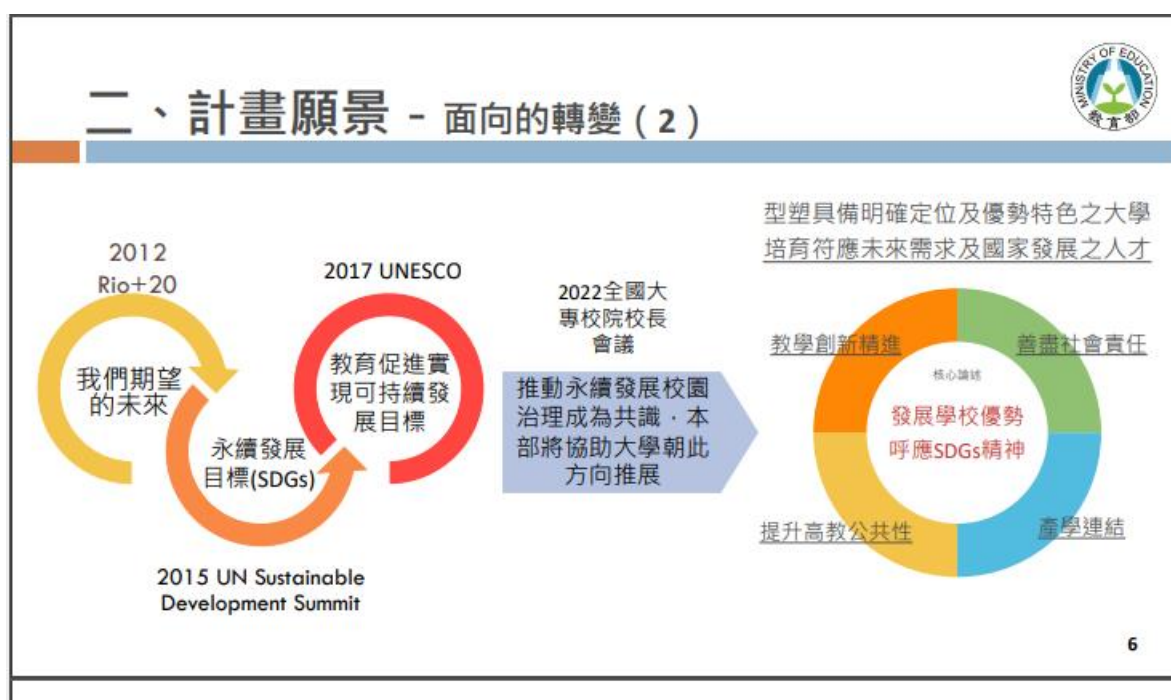 二、計畫願景 - 面向的轉變（2）
MINISTRY OF EDUCATION
教育部
2012
Rio+20
我們期望
的未來
永續發展
目標(SDGs)
2015 UN Sustainable
Development Summit
2017 UNESCO
教育促進實
現可持續發
展目標
2022全國大
專校院校長
會議
推動永續發展校園
治理成為共識，本
部將協助大學朝此
方向推展
型塑具備明確定位及優勢特色之大學
培育符應未來需求及國家發展之人才
教學創新精進
善盡社會責任
核心論述
發展學校優勢
呼應SDGs精神
提升高教公共性
產學連結
6